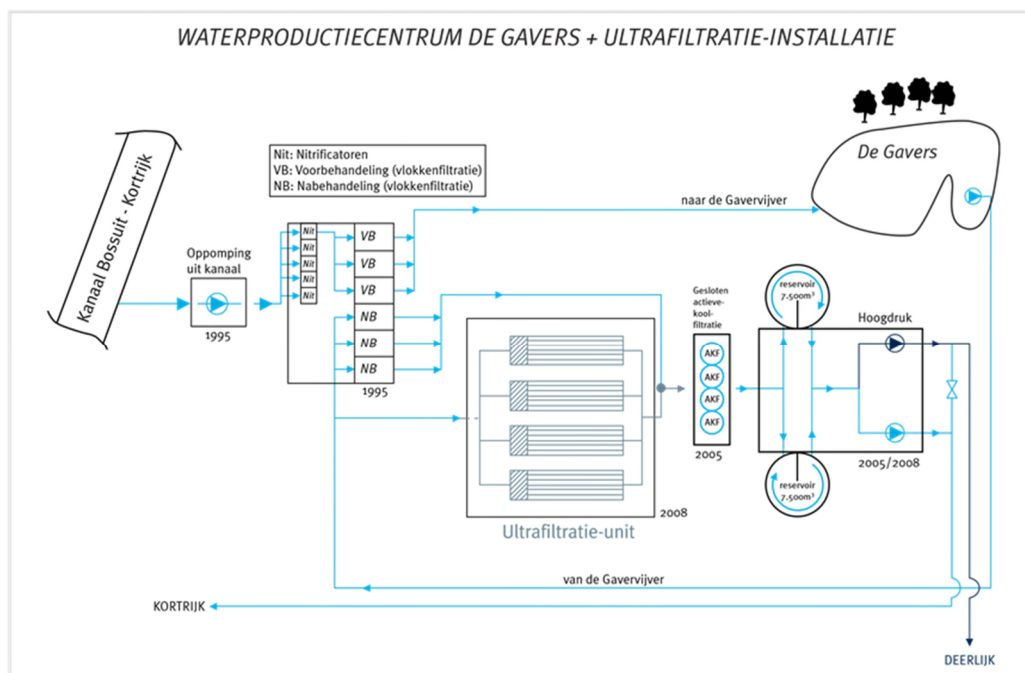 WATERPRODUCTIECENTRUM DE GAVERS + ULTRAFILTRATIE-INSTALLATIE
Kanaal Bossuit - Kortrijk
Nit: Nitrificatoren
VB: Voorbehandeling (vlokkenfiltratie)
NB: Nabehandeling (vlokkenfiltratie)
De Gavers
naar de Gavervijver
Oppomping
uit kanaal
1995
Nit
Nit
Nit
Nit
Nit
VB
VB
VB
NB
NB
NB
1995
Ultrafiltratie-unit
2008
Gesloten
actieve-
kool-
filtratie
AKF
AKF
AKF
AKF
2005
reservoir
7.500m³
reservoir
7.500m³
Hoogdruk
2005/2008
van de Gavervijver
KORTRIJK
DEERLIJK